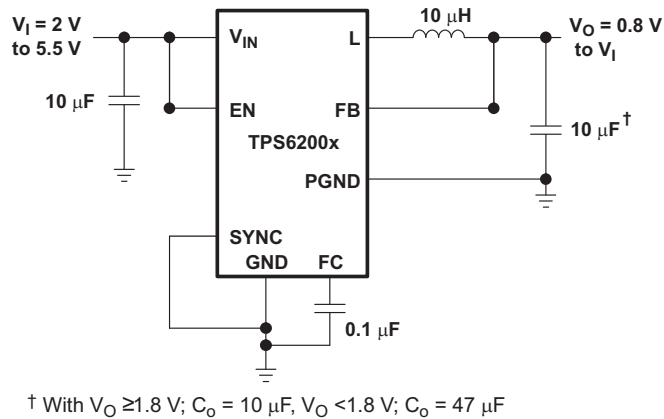 V_I = 2 V
to 5.5 V
10 µF
V_IN
EN
TPS6200x
SYNC
GND
FC
L
FB
PGND
10 µH
V_O = 0.8 V
to V_I
10 µF†
0.1 µF
† With V_O ≥1.8 V; C_o = 10 µF, V_O <1.8 V; C_o = 47 µF